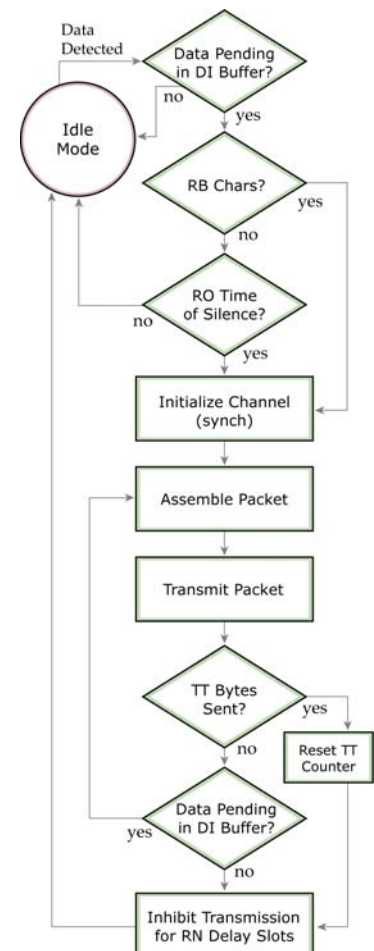 Data
Detected
Data Pending
in DI Buffer?
no
yes
Idle
Mode
RB Chars?
yes
no
RO Time
of Silence?
no
yes
Initialize Channel
(synch)
Assemble Packet
Transmit Packet
TT Bytes
Sent?
yes
no
Reset TT
Counter
Data Pending
in DI Buffer?
yes
no
Inhibit Transmission
for RN Delay Slots